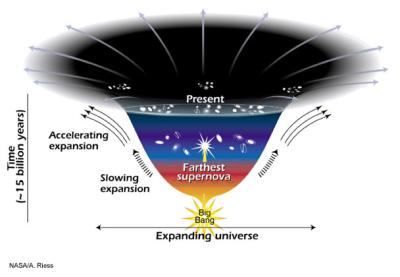 Present
Accelerating
expansion
Time
(~15 billion years)
Farthest
supernova
Slowing
expansion
Big
Bang
Expanding universe
NASA/A. Riess